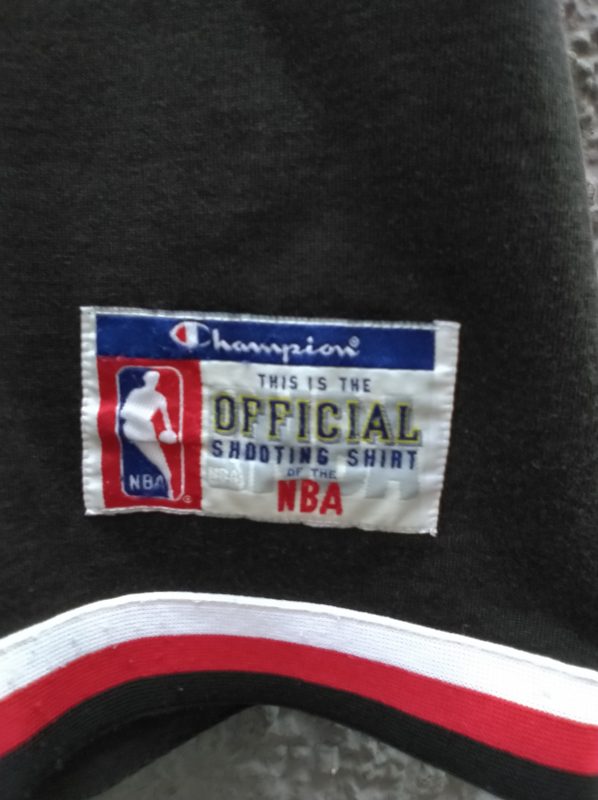 Champion
THIS IS THE
OFFICIAL
SHOOTING SHIRT
OF THE
NBA
NBA